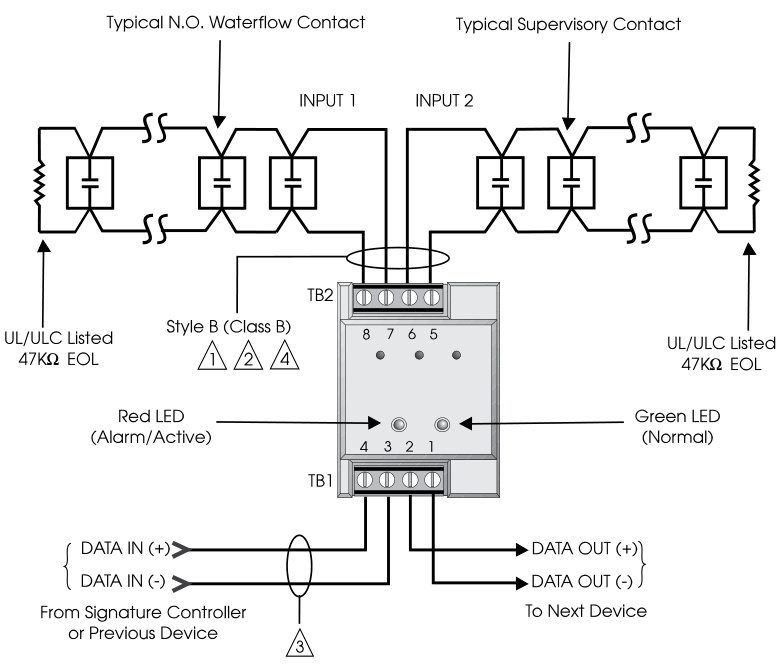 Typical N.O. Waterflow Contact
Typical Supervisory Contact
INPUT 1
INPUT 2
TB2
UL/ULC Listed
47KΩ EOL
Style B (Class B)
1 2 4
8 7 6 5
UL/ULC Listed
47KΩ EOL
Red LED
(Alarm/Active)
Green LED
(Normal)
4 3 2 1
TB1
DATA IN (+)
DATA OUT (+)
DATA IN (-)
DATA OUT (-)
From Signature Controller
or Previous Device
To Next Device
3